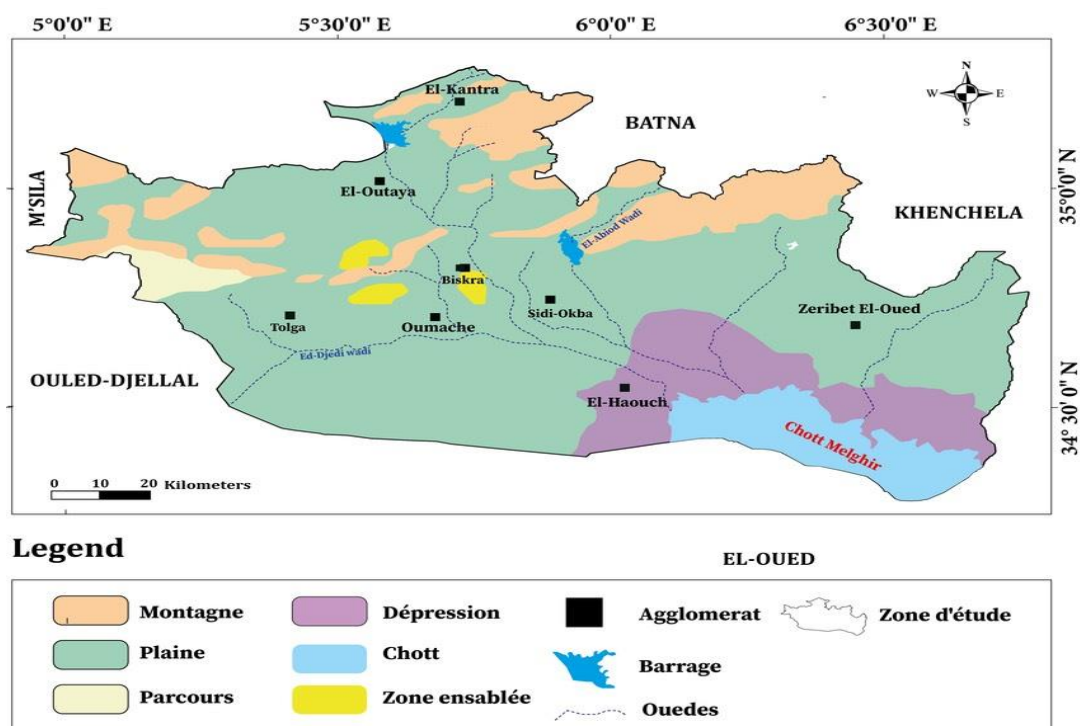 5°0'0" E 5°30'0" E 6°0'0" E 6°30'0" E
N
W E
S
El-Kantra
BATNA
M'SILA
El-Outaya
35°0'0" N
KHENCHELA
El-Abiod Wadi
Biskra
Sidi-Okba
Zeribet El-Oued
Tolga
Oumache
Ed-Djedi wadi
OULED-DJELLAL
El-Haouch
34° 30' 0" N
Chott Melghir
0 10 20 Kilometers
Legend
EL-OUED
Montagne
Dépression
Agglomerat
Zone d'étude
Plaine
Chott
Barrage
Parcours
Zone ensablée
Ouedes